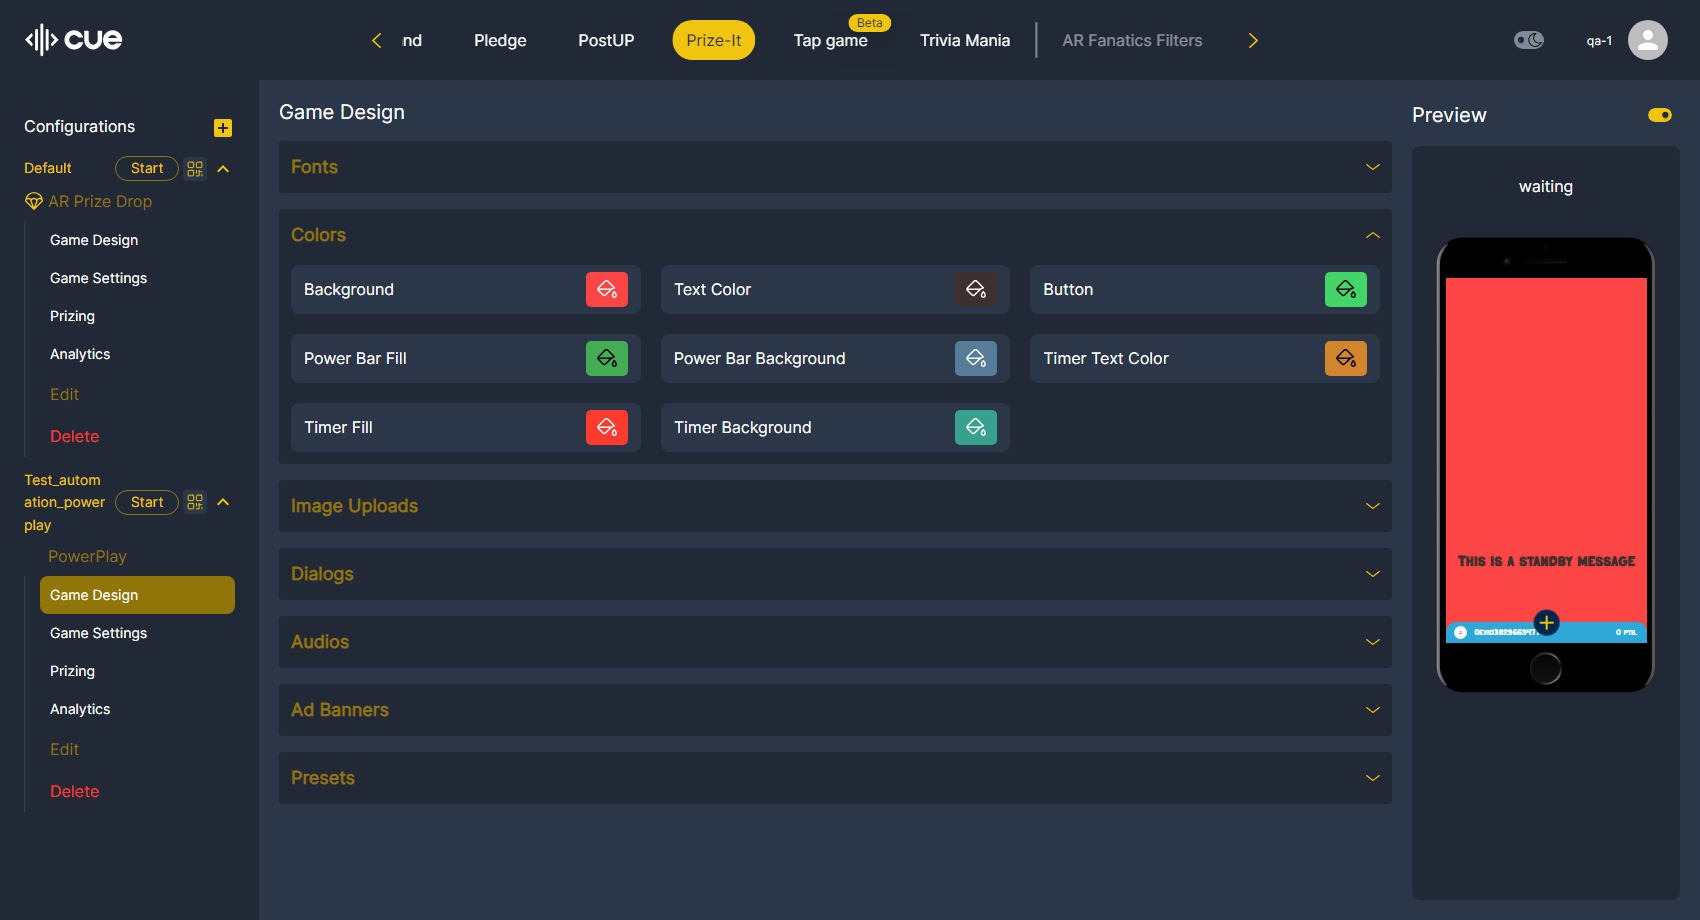 cue
nd
Pledge
PostUP
Prize-It
Tap game
Beta
Trivia Mania
AR Fanatics Filters
qa-1
Configurations
Default
Start
AR Prize Drop
Game Design
Game Settings
Prizing
Analytics
Edit
Delete
Test_autom
ation_power
play
Start
PowerPlay
Game Design
Game Settings
Prizing
Analytics
Edit
Delete
Game Design
Fonts
Colors
Background
Text Color
Button
Power Bar Fill
Power Bar Background
Timer Text Color
Timer Fill
Timer Background
Image Uploads
Dialogs
Audios
Ad Banners
Presets
Preview
waiting
THIS IS A STANDBY MESSAGE
0 PTS.